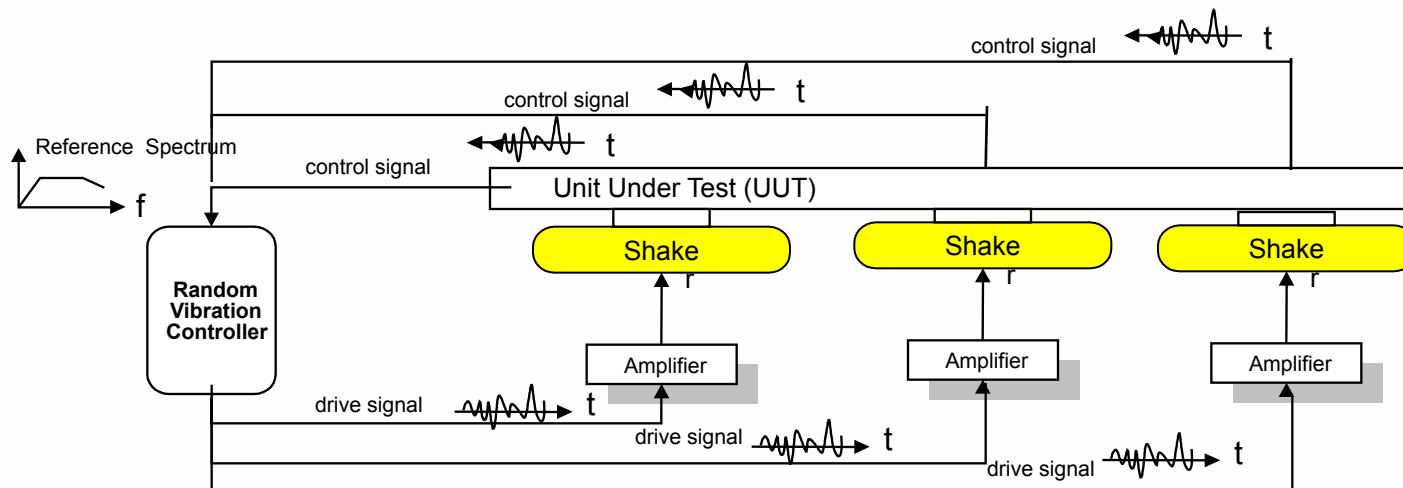 control signal
t
control signal
t
t
Reference Spectrum
control signal
f
Unit Under Test (UUT)
Shake
r
Shake
r
Shake
r
Random
Vibration
Controller
Amplifier
Amplifier
Amplifier
drive signal
t
drive signal
t
drive signal
t